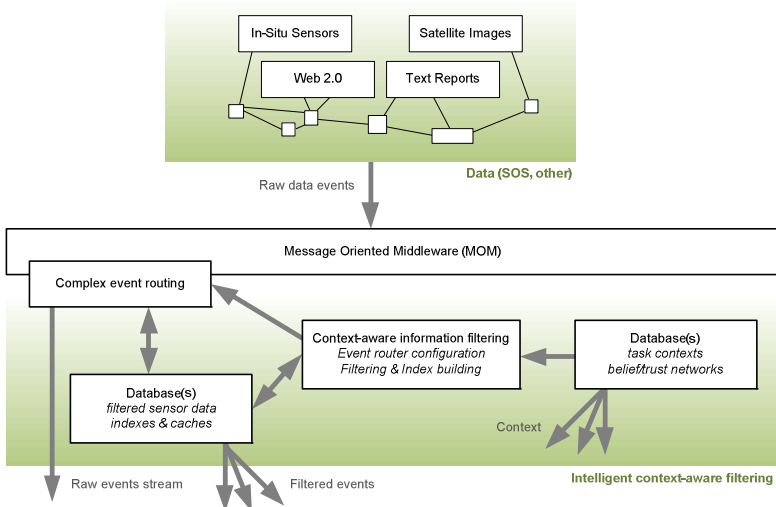 In-Situ Sensors
Satellite Images
Web 2.0
Text Reports
Data (SOS, other)
Raw data events
Message Oriented Middleware (MOM)
Complex event routing
Context-aware information filtering
Event router configuration
Filtering & Index building
Database(s)
task contexts
belief/trust networks
Database(s)
filtered sensor data
indexes & caches
Context
Raw events stream
Filtered events
Intelligent context-aware filtering